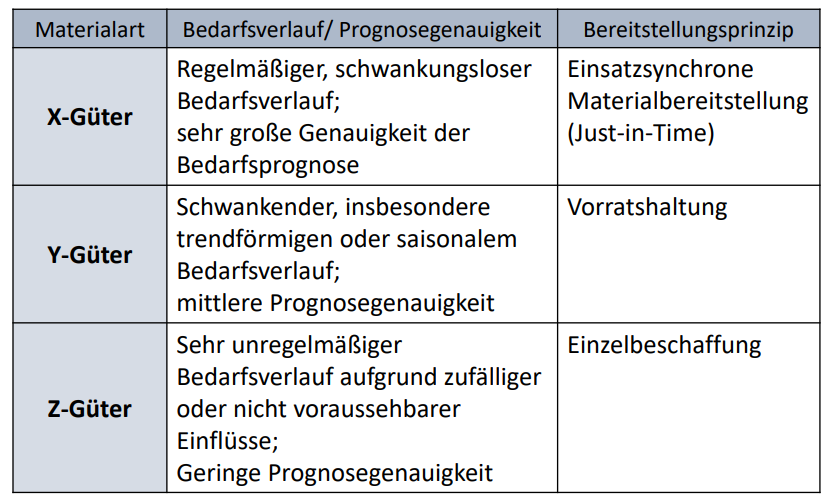 Materialart
Bedarfsverlauf/ Prognosegenauigkeit
Bereitstellungsprinzip
X-Güter
Regelmäßiger, schwankungsloser
Bedarfsverlauf;
sehr große Genauigkeit der
Bedarfsprognose
Einsatzsynchrone
Materialbereitstellung
(Just-in-Time)
Y-Güter
Schwankender, insbesondere
trendförmigen oder saisonalem
Bedarfsverlauf;
mittlere Prognosegenauigkeit
Vorratshaltung
Z-Güter
Sehr unregelmäßiger
Bedarfsverlauf aufgrund zufälliger
oder nicht voraussehbarer
Einflüsse;
Geringe Prognosegenauigkeit
Einzelbeschaffung